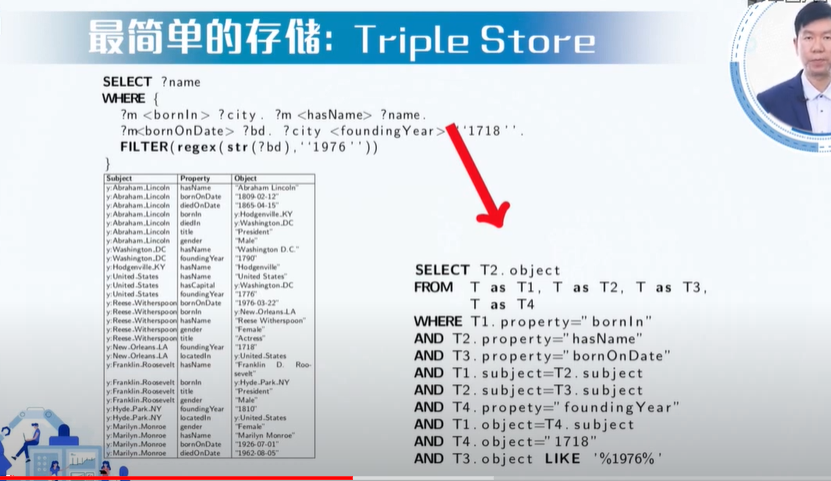 最简单的存储: Triple Store
SELECT ?name
WHERE {
?m <bornIn> ?city. ?m <hasName> ?name.
?m<bornOnDate> ?bd. ?city <foundingYear> ''1718''.
FILTER(regex(str(?bd),''1976''))
}
Subject Property Object
y:Abraham_Lincoln hasName "Abraham Lincoln"
y:Abraham_Lincoln bornOnDate "1809-02-12"
y:Abraham_Lincoln diedOnDate "1865-04-15"
y:Abraham_Lincoln bornIn y:Hodgenville_KY
y:Abraham_Lincoln diedIn y:Washington_DC
y:Abraham_Lincoln title "President"
y:Abraham_Lincoln gender "Male"
y:Washington_DC hasName "Washington D.C."
y:Washington_DC foundingYear "1790"
y:Hodgenville_KY hasName "Hodgenville"
y:United_States hasName "United States"
y:United_States hasCapital y:Washington_DC
y:United_States foundingYear "1776"
y:Reese_Witherspoon bornOnDate "1976-03-22"
y:Reese_Witherspoon bornIn y:New_Orleans_LA
y:Reese_Witherspoon hasName "Reese Witherspoon"
y:Reese_Witherspoon gender "Female"
y:Reese_Witherspoon title "Actress"
y:New_Orleans_LA foundingYear "1718"
y:New_Orleans_LA locatedIn y:United_States
y:Franklin_Roosevelt hasName "Franklin D. Roo-
sevelt"
y:Franklin_Roosevelt bornIn y:Hyde_Park_NY
y:Franklin_Roosevelt title "President"
y:Franklin_Roosevelt gender "Male"
y:Hyde_Park_NY foundingYear "1810"
y:Hyde_Park_NY locatedIn y:United_States
y:Marilyn_Monroe gender "Female"
y:Marilyn_Monroe hasName "Marilyn Monroe"
y:Marilyn_Monroe bornOnDate "1926-07-01"
y:Marilyn_Monroe diedOnDate "1962-08-05"
SELECT T2.object
FROM T as T1, T as T2, T as T3,
T as T4
WHERE T1.property="bornIn"
AND T2.property="hasName"
AND T3.property="bornOnDate"
AND T1.subject=T2.subject
AND T2.subject=T3.subject
AND T4.propety="foundingYear"
AND T1.object=T4.subject
AND T4.object="1718"
AND T3.object LIKE '%1976%'